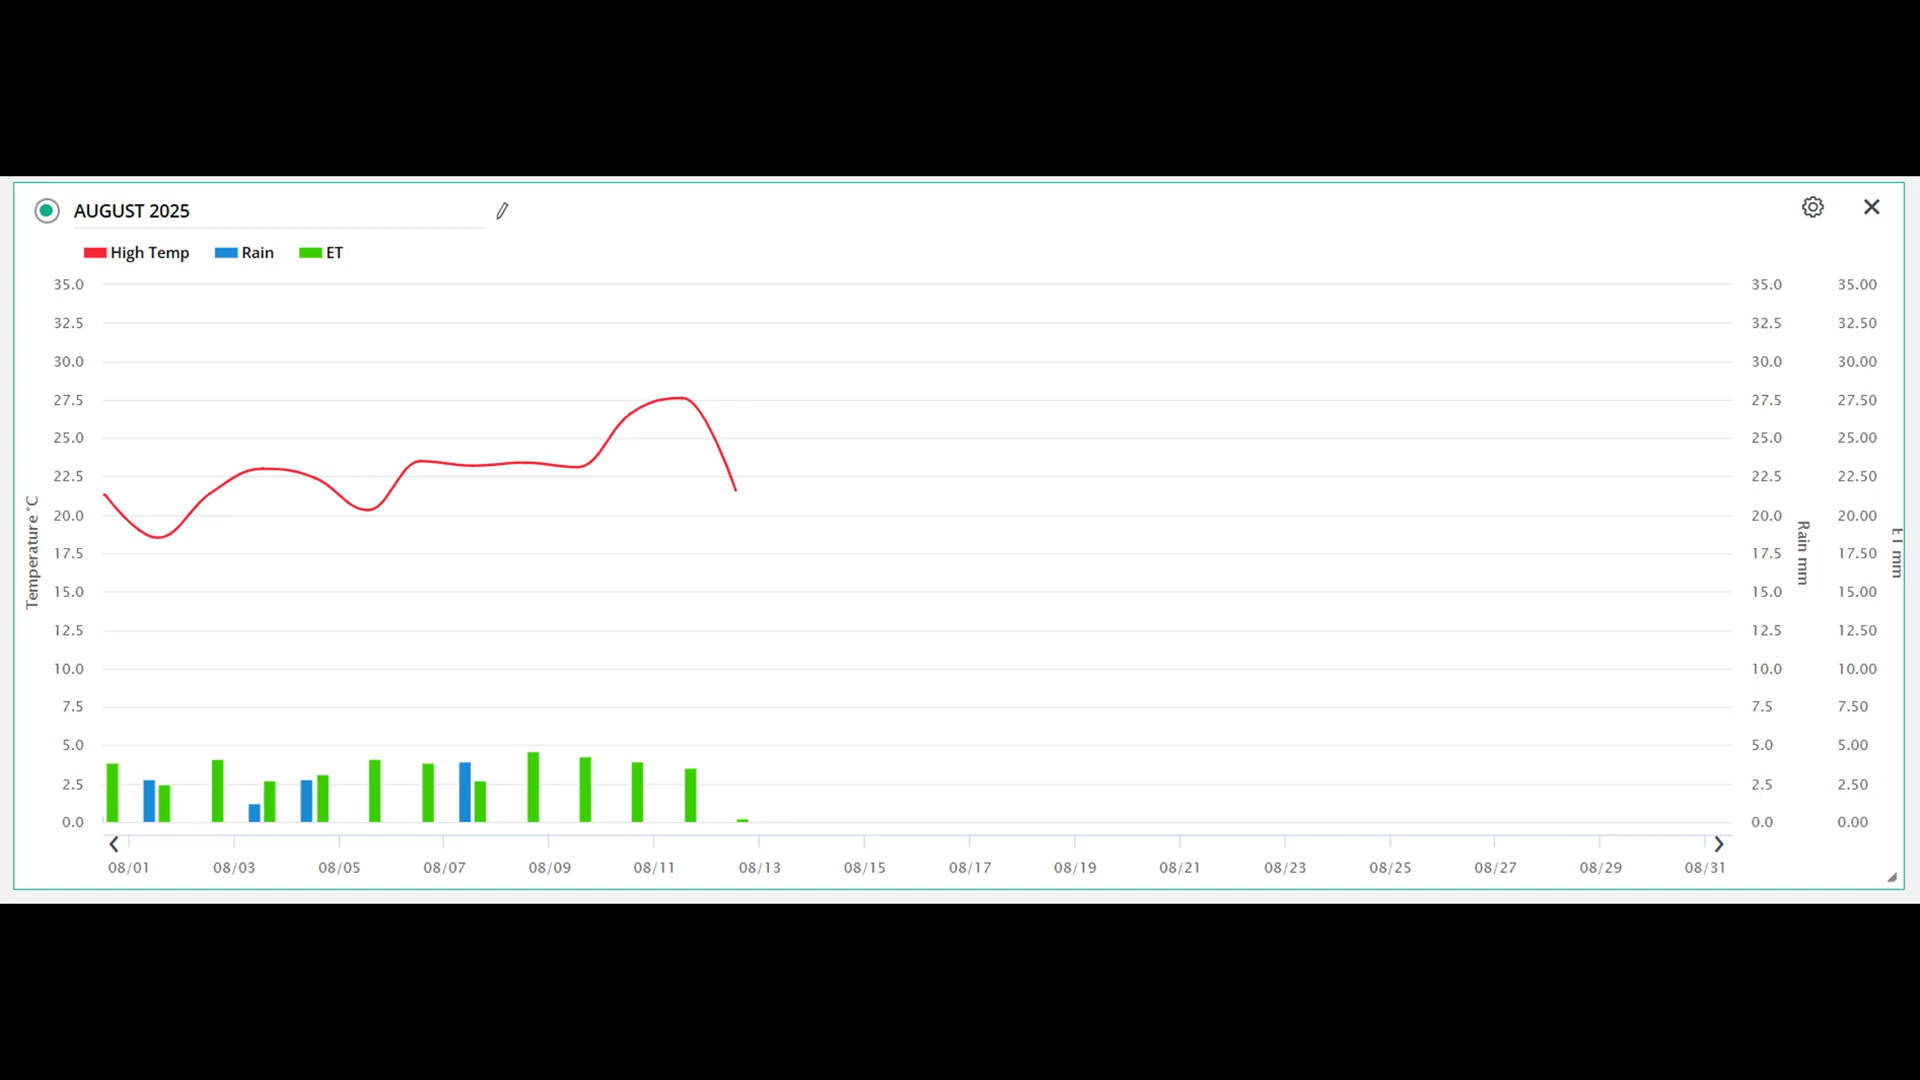 AUGUST 2025
High Temp Rain ET
35.0 35.0 35.00
32.5 32.5 32.50
30.0 30.0 30.00
27.5 27.5 27.50
25.0 25.0 25.00
22.5 22.5 22.50
20.0 20.0 20.00
17.5 17.5 17.50
15.0 15.0 15.00
12.5 12.5 12.50
10.0 10.0 10.00
7.5 7.5 7.50
5.0 5.0 5.00
2.5 2.5 2.50
0.0 0.0 0.00
Temperature °C
Rain mm
ET mm
08/01 08/03 08/05 08/07 08/09 08/11 08/13 08/15 08/17 08/19 08/21 08/23 08/25 08/27 08/29 08/31